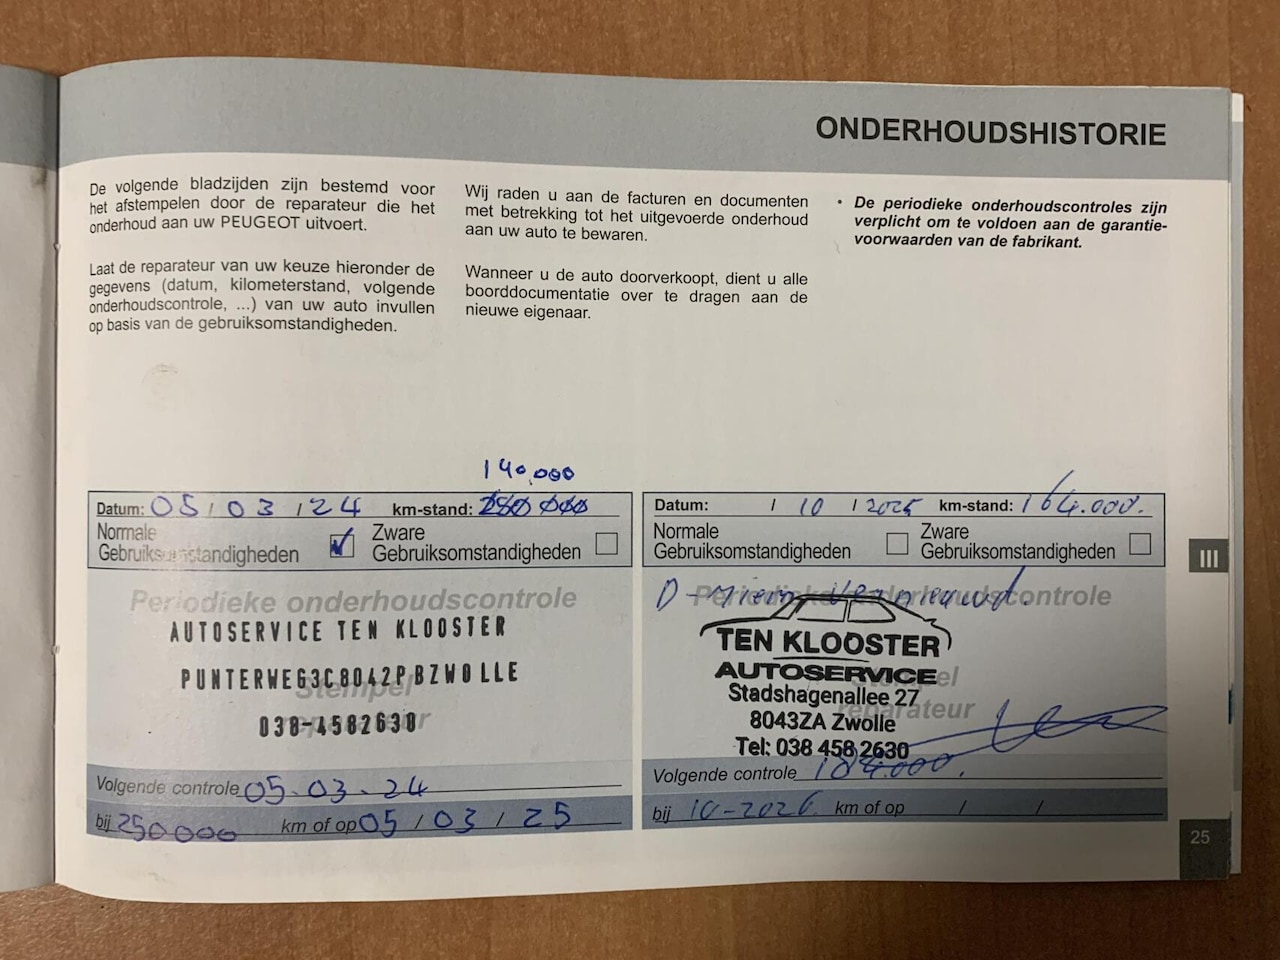 ONDERHOUDSHISTORIE
De volgende bladzijden zijn bestemd voor
het afstempelen door de reparateur die het
onderhoud aan uw PEUGEOT uitvoert.
Laat de reparateur van uw keuze hieronder de
gegevens (datum, kilometerstand, volgende
onderhoudscontrole, ...) van uw auto invullen
op basis van de gebruiksomstandigheden.
Wij raden u aan de facturen en documenten
met betrekking tot het uitgevoerde onderhoud
aan uw auto te bewaren.
Wanneer u de auto doorverkoopt, dient u alle
boorddocumentatie over te dragen aan de
nieuwe eigenaar.
• De periodieke onderhoudscontroles zijn
verplicht om te voldoen aan de garantie-
voorwaarden van de fabrikant.
140.000
Datum: 05 / 03 / 24 km-stand:
Normale
Gebruiksomstandigheden
Zware
Gebruiksomstandigheden
Periodieke onderhoudscontrole
AUTOSERVICE TEN KLOOSTER
PUNTERWEG3C8042PBZWOLLE
Stempel
038-4582630
Volgende controle 05-03-24
bij 250000 km of op 05 / 03 / 25
Datum: / 10 / 2025 km-stand: 164.000.
Normale
Gebruiksomstandigheden
Zware
Gebruiksomstandigheden
Periodieke onderhoudscontrole
D-Riem vernieuwd.
TEN KLOOSTER
AUTOSERVICE
Stadshagenallee 27
reparateur
8043ZA Zwolle
Tel: 038 458 2630
Volgende controle 184.000.
bij 10-2026 km of op / /
III
25